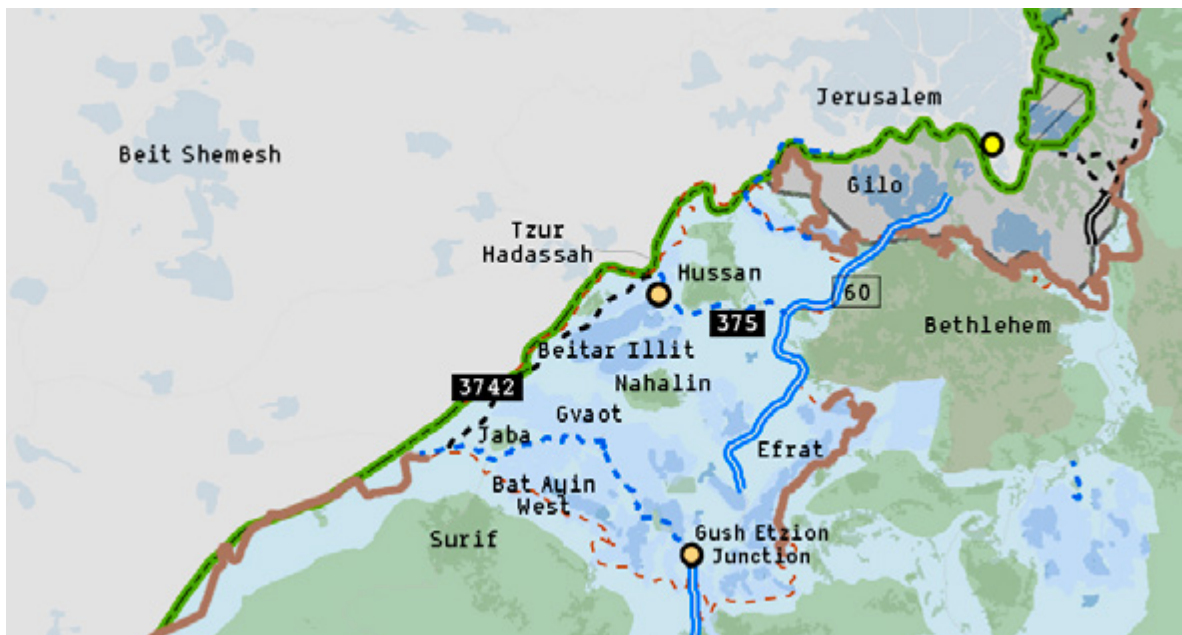 Jerusalem
Beit Shemesh
Gilo
Tzur
Hadassah
Hussan
60
375
Bethlehem
Beitar Illit
3742
Nahalin
Gvaot
Jaba
Efrat
Bat Ayin
West
Surif
Gush Etzion
Junction